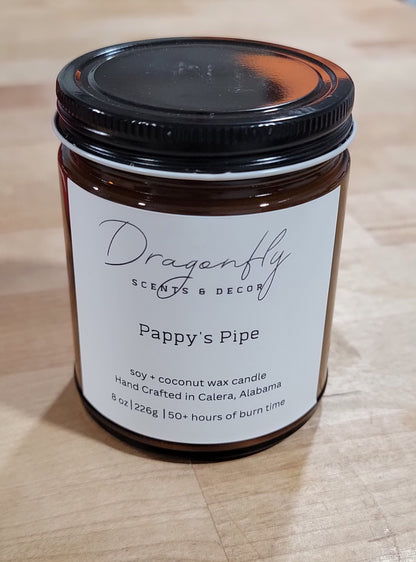 Dragonfly
SCENTS & DECOR
Pappy's Pipe
soy + coconut wax candle
Hand Crafted in Calera, Alabama
8 oz|226g |50+ hours of burn time